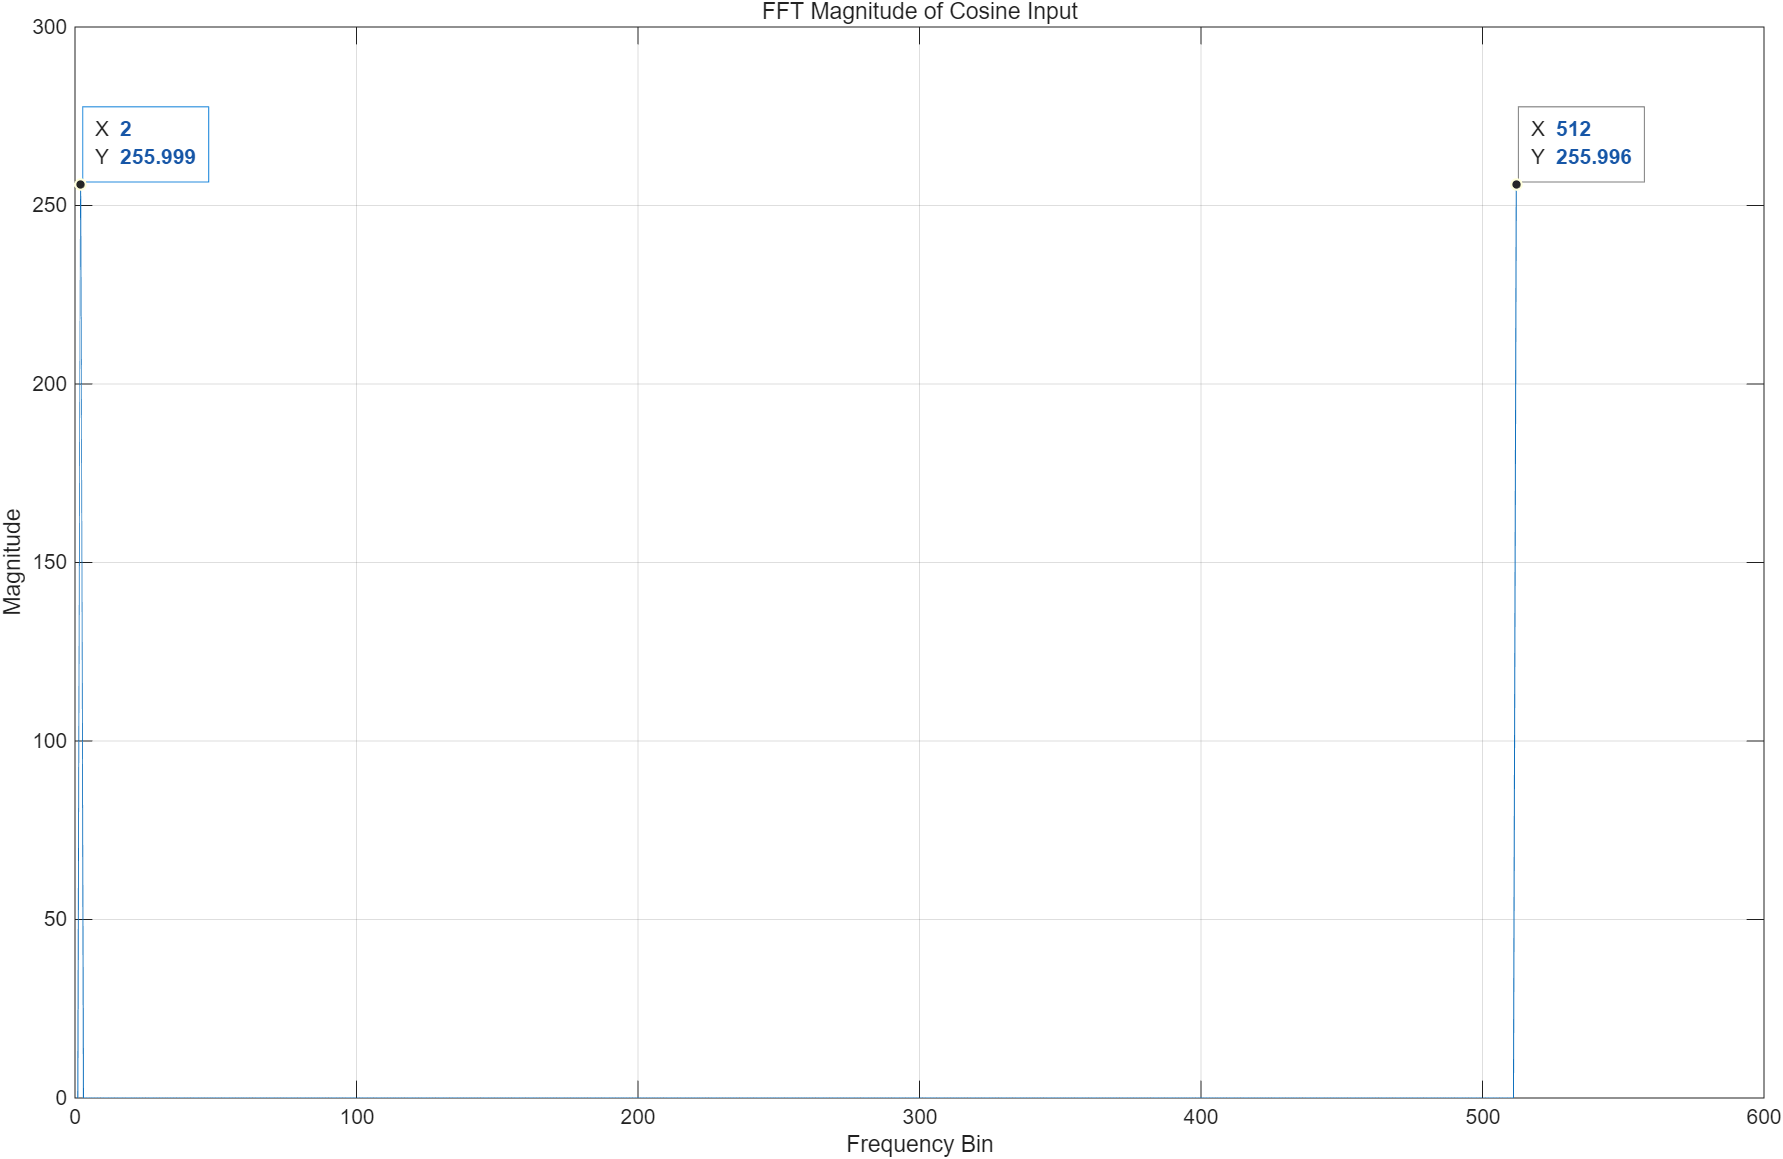 FFT Magnitude of Cosine Input
300
250
200
150
100
50
0
Magnitude
X 2
Y 255.999
X 512
Y 255.996
0 100 200 300 400 500 600
Frequency Bin